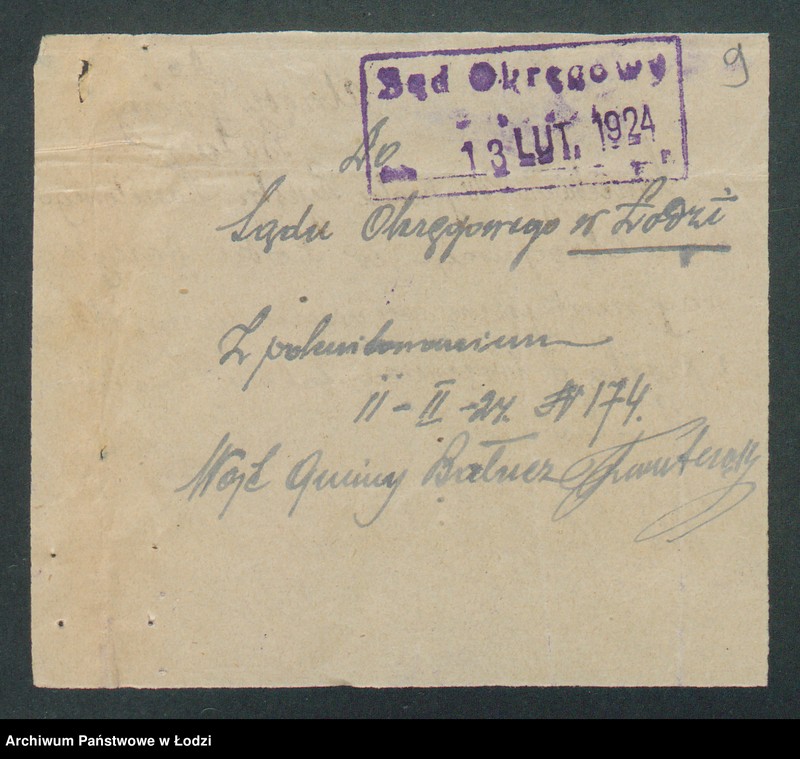 9
Sąd Okręgowy
13 LUT. 1924
Do
Sądu Okręgowego w Łodzi
Z pokwitowaniem
11-II-24. N 174.
Wójt Gminy Bałucz
Archiwum Państwowe w Łodzi